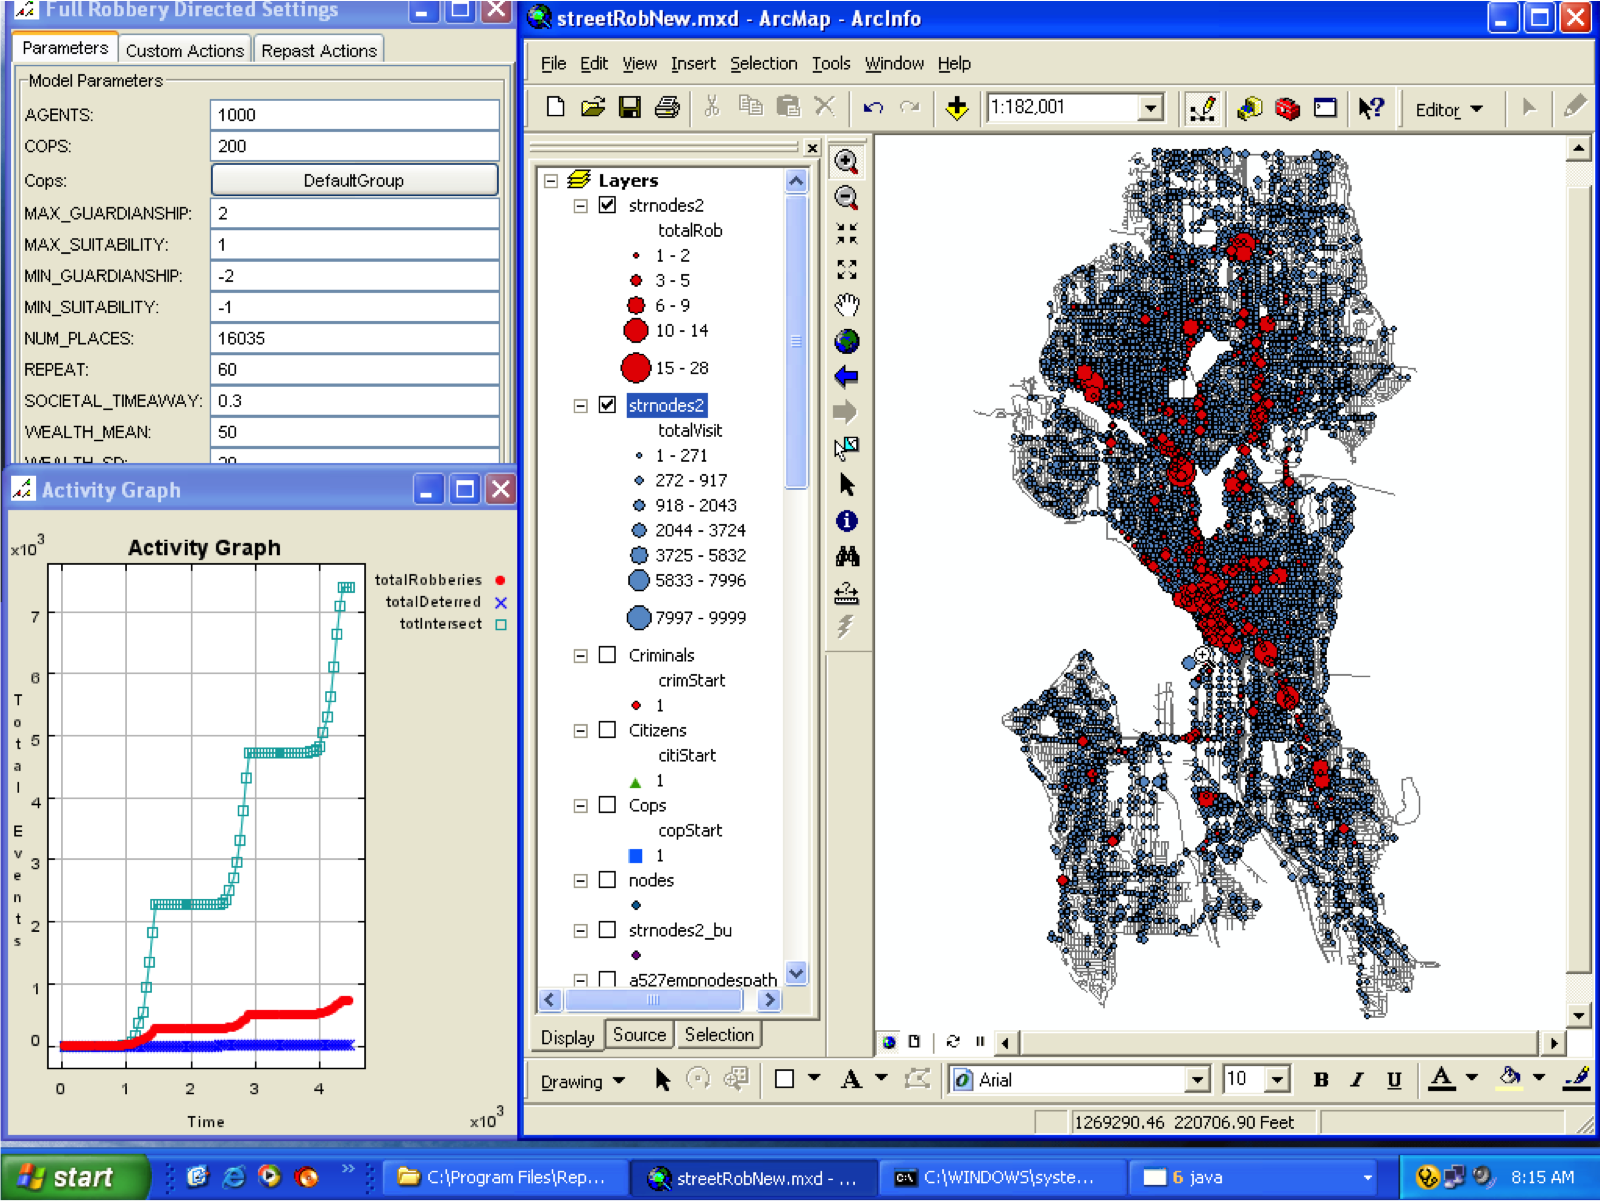 Full Robbery Directed Settings
Parameters
Custom Actions
Repast Actions
Model Parameters
AGENTS: 1000
COPS: 200
Cops: DefaultGroup
MAX_GUARDIANSHIP: 2
MAX_SUITABILITY: 1
MIN_GUARDIANSHIP: -2
MIN_SUITABILITY: -1
NUM_PLACES: 16035
REPEAT: 60
SOCIETAL_TIMEAWAY: 0.3
WEALTH_MEAN: 50
WEALTH_SD: 20
Activity Graph
Activity Graph
x10 3
totalRobberies
totalDeterred
totIntersect
7
6
5
4
3
2
1
0
Total Events
0 1 2 3 4
Time
x10 3
streetRobNew.mxd - ArcMap - ArcInfo
File Edit View Insert Selection Tools Window Help
1:182,001
Editor
Layers
strnodes2
totalRob
1 - 2
3 - 5
6 - 9
10 - 14
15 - 28
strnodes2
totalVisit
1 - 271
272 - 917
918 - 2043
2044 - 3724
3725 - 5832
5833 - 7996
7997 - 9999
Criminals
crimStart
1
Citizens
citiStart
1
Cops
copStart
1
nodes
strnodes2_bu
a527empnodespath
Display Source Selection
Drawing A Arial 10 B I U A
1269290.46 220706.90 Feet
start
C:\Program Files\Rep...
streetRobNew.mxd - ...
C:\WINDOWS\syste...
6 java
8:15 AM